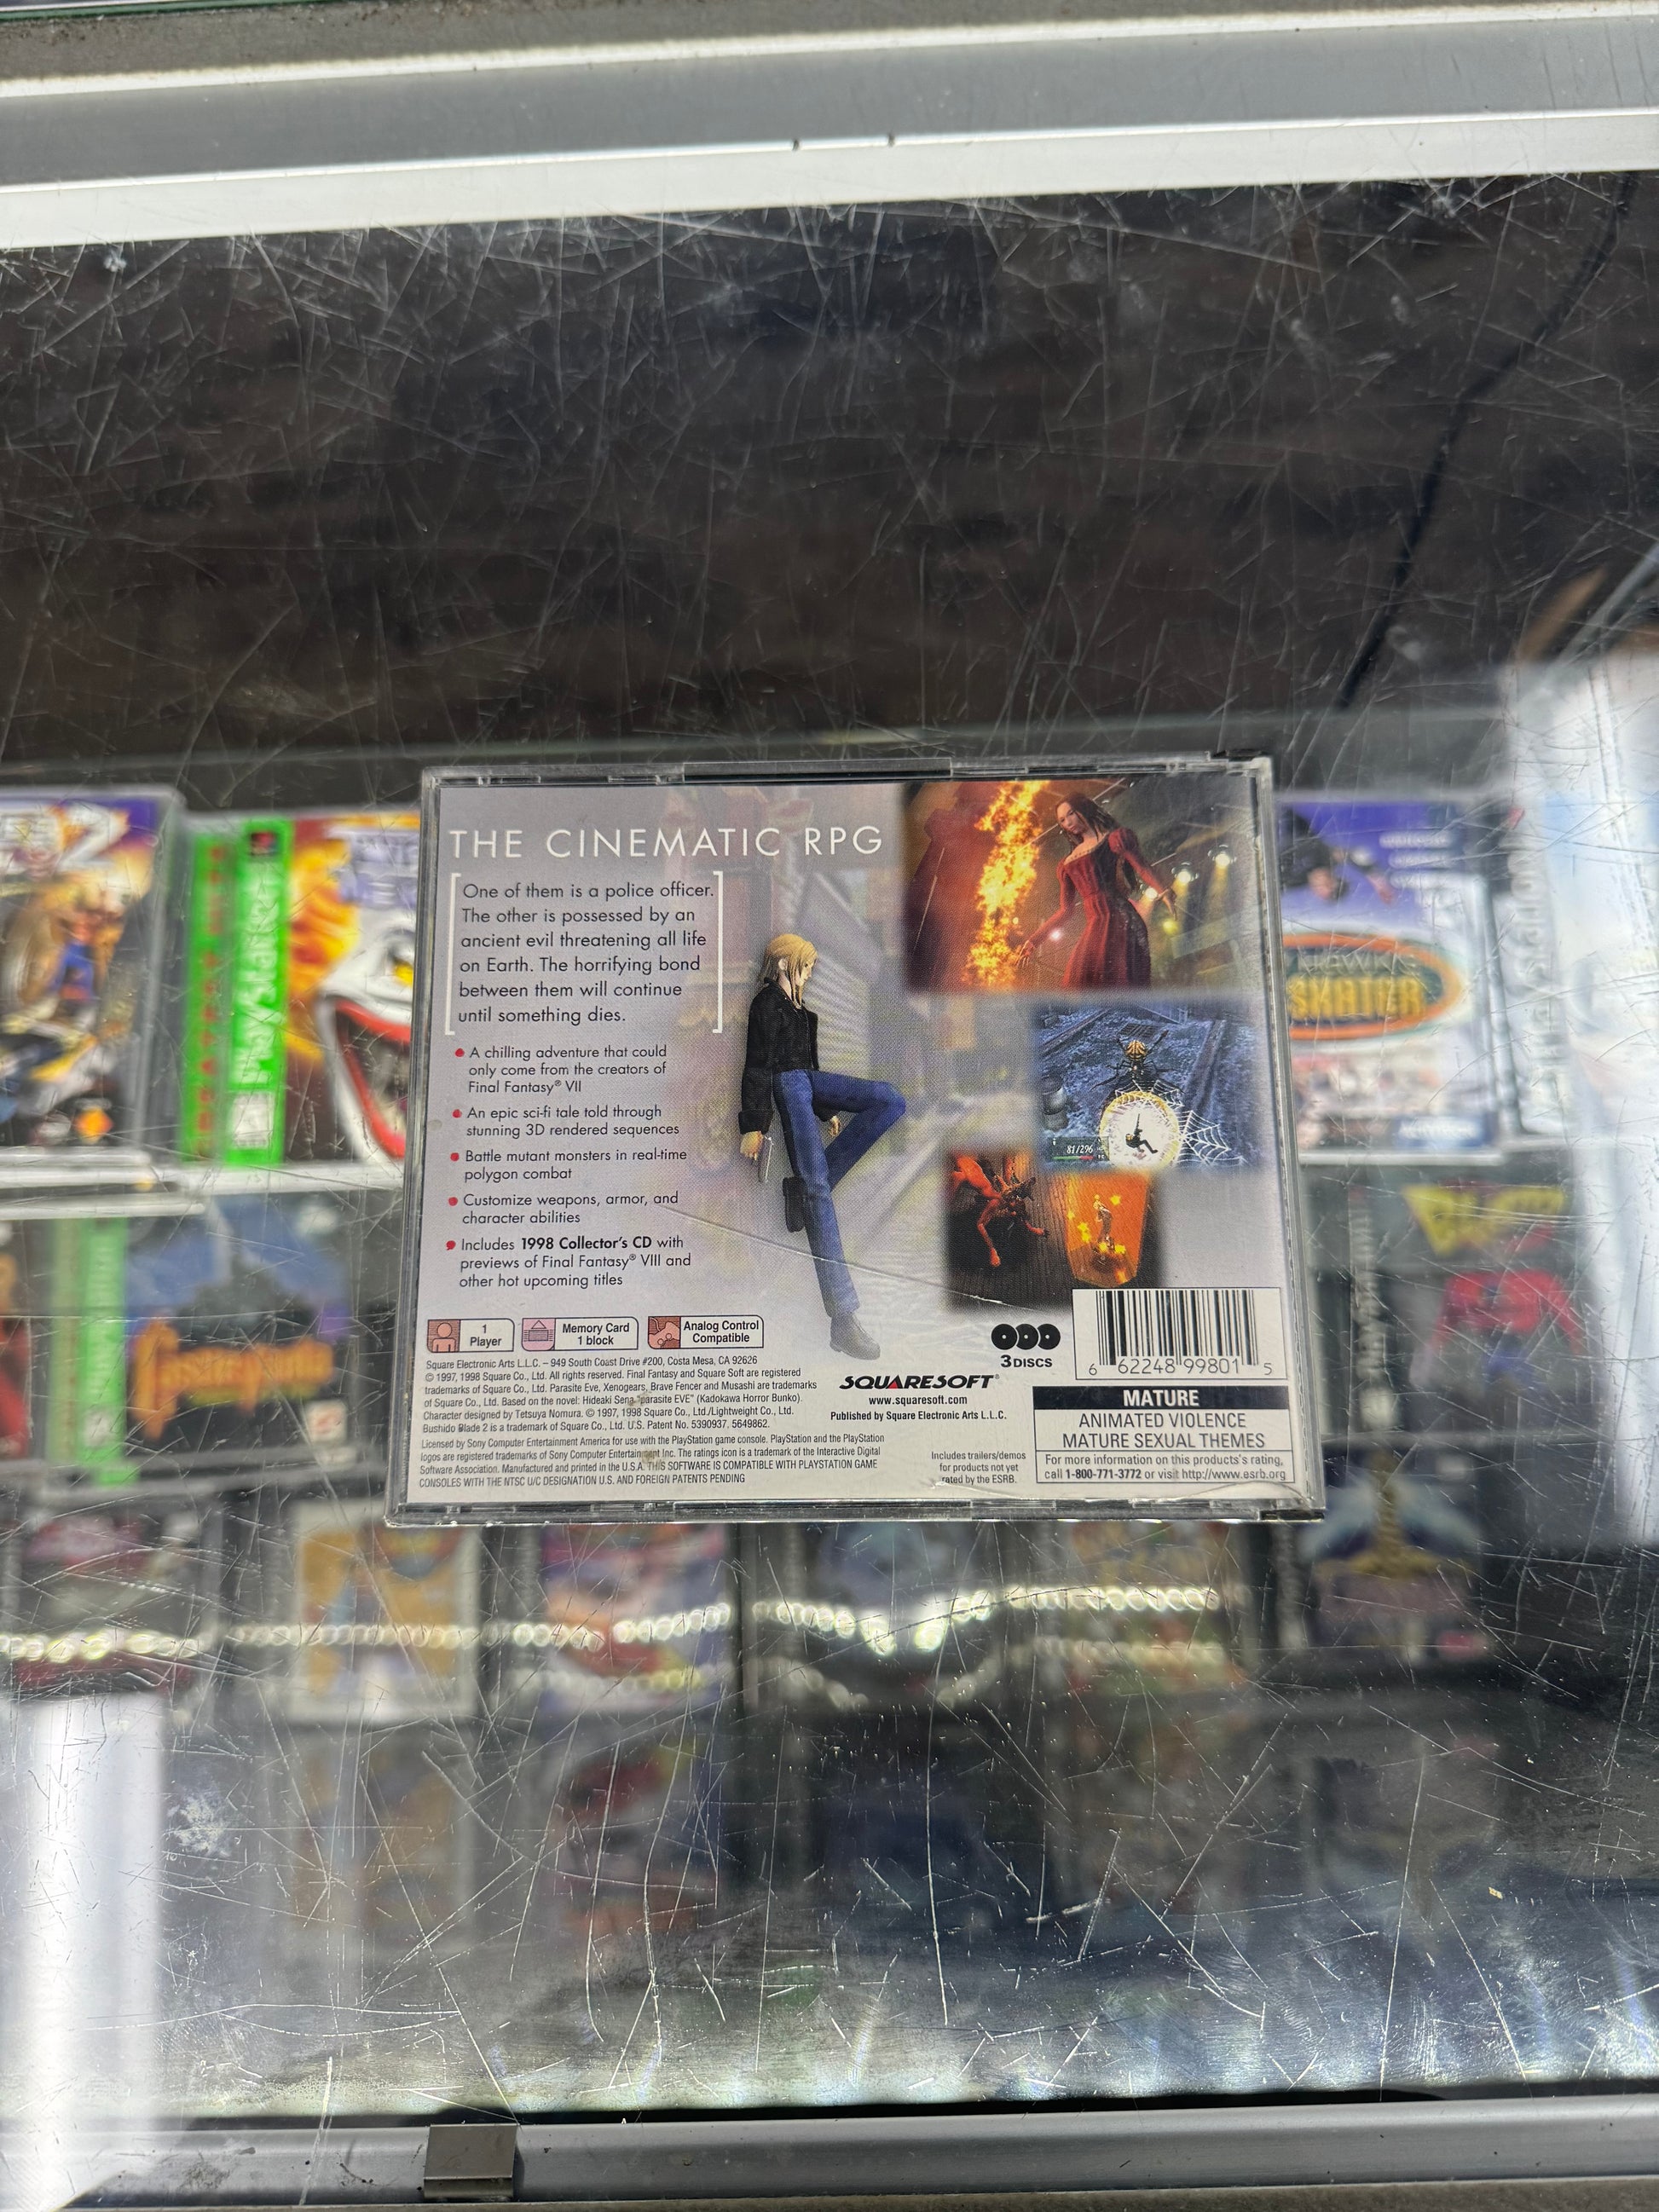 THE CINEMATIC RPG
One of them is a police officer.
The other is possessed by an
ancient evil threatening all life
on Earth. The horrifying bond
between them will continue
until something dies.
A chilling adventure that could
only come from the creators of
Final Fantasy® VII
An epic sci-fi tale told through
stunning 3D rendered sequences
Battle mutant monsters in real-time
polygon combat
Customize weapons, armor, and
character abilities
Includes 1998 Collector's CD with
previews of Final Fantasy® VIII and
other hot upcoming titles
81/296
1
Player
Memory Card
1 block
Analog Control
Compatible
Square Electronic Arts L.L.C. – 949 South Coast Drive #200, Costa Mesa, CA 92626
© 1997, 1998 Square Co., Ltd. All rights reserved. Final Fantasy and Square Soft are registered
trademarks of Square Co., Ltd. Parasite Eve, Xenogears, Brave Fencer and Musashi are trademarks
of Square Co., Ltd. Based on the novel: Hideaki Sena "parasite EVE" (Kadokawa Horror Bunko).
Character designed by Tetsuya Nomura. © 1997, 1998 Square Co., Ltd./Lightweight Co., Ltd.
Bushido Blade 2 is a trademark of Square Co., Ltd. U.S. Patent No. 5390937, 5649862.
Licensed by Sony Computer Entertainment America for use with the PlayStation game console. PlayStation and the PlayStation
logos are registered trademarks of Sony Computer Entertainment Inc. The ratings icon is a trademark of the Interactive Digital
Software Association. Manufactured and printed in the U.S.A. THIS SOFTWARE IS COMPATIBLE WITH PLAYSTATION GAME
CONSOLES WITH THE NTSC U/C DESIGNATION U.S. AND FOREIGN PATENTS PENDING
SQUARESOFT®
www.squaresoft.com
Published by Square Electronic Arts L.L.C.
3 DISCS
6 62248 99801 5
Includes trailers/demos
for products not yet
rated by the ESRB.
MATURE
ANIMATED VIOLENCE
MATURE SEXUAL THEMES
For more information on this products's rating,
call 1-800-771-3772 or visit http://www.esrb.org
PlayStation
SKATER
PlayStation